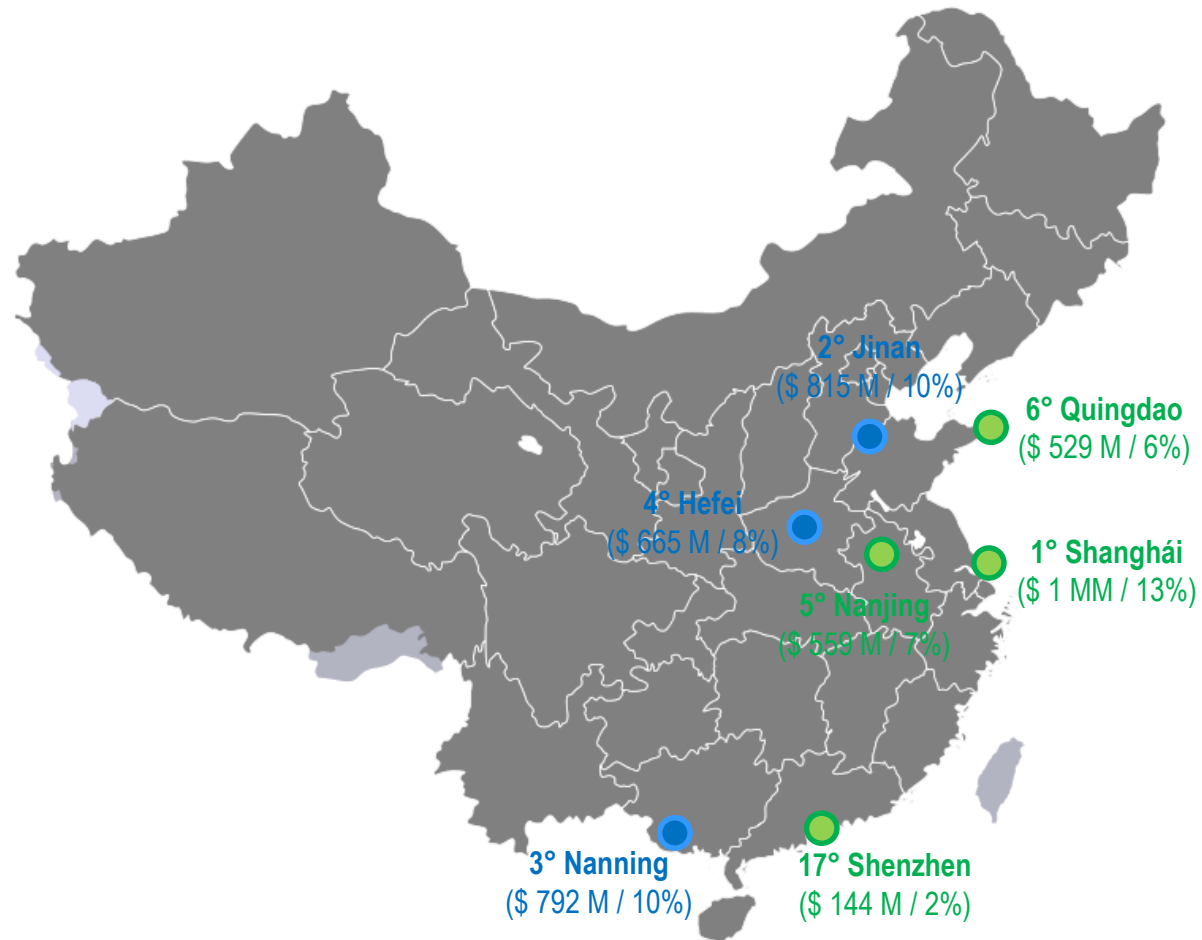 2° Jinan
($ 815 M / 10%)
6° Quingdao
($ 529 M / 6%)
4° Hefei
($ 665 M / 8%)
1° Shanghái
($ 1 MM / 13%)
5° Nanjing
($ 559 M / 7%)
3° Nanning
($ 792 M / 10%)
17° Shenzhen
($ 144 M / 2%)